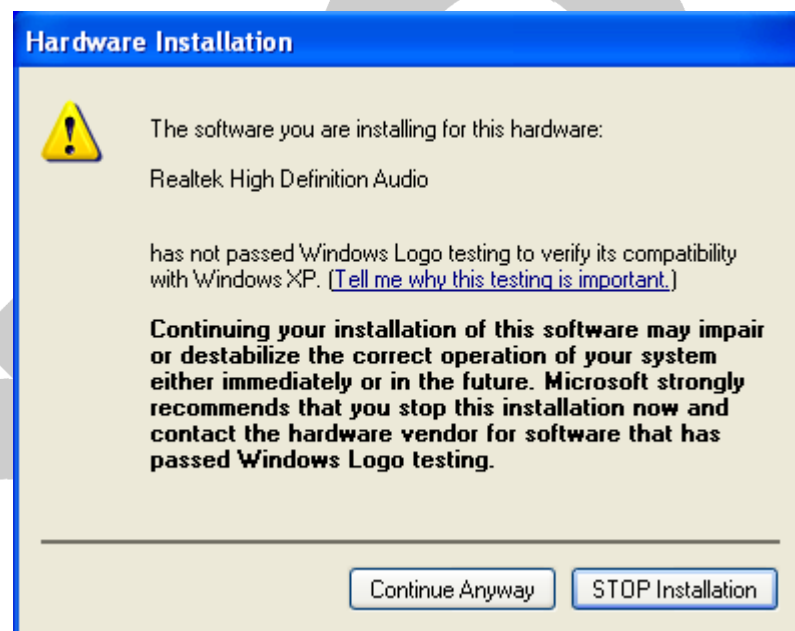 Hardware Installation
The software you are installing for this hardware:
Realtek High Definition Audio
has not passed Windows Logo testing to verify its compatibility
with Windows XP. (Tell me why this testing is important.)
Continuing your installation of this software may impair
or destabilize the correct operation of your system
either immediately or in the future. Microsoft strongly
recommends that you stop this installation now and
contact the hardware vendor for software that has
passed Windows Logo testing.
Continue Anyway STOP Installation